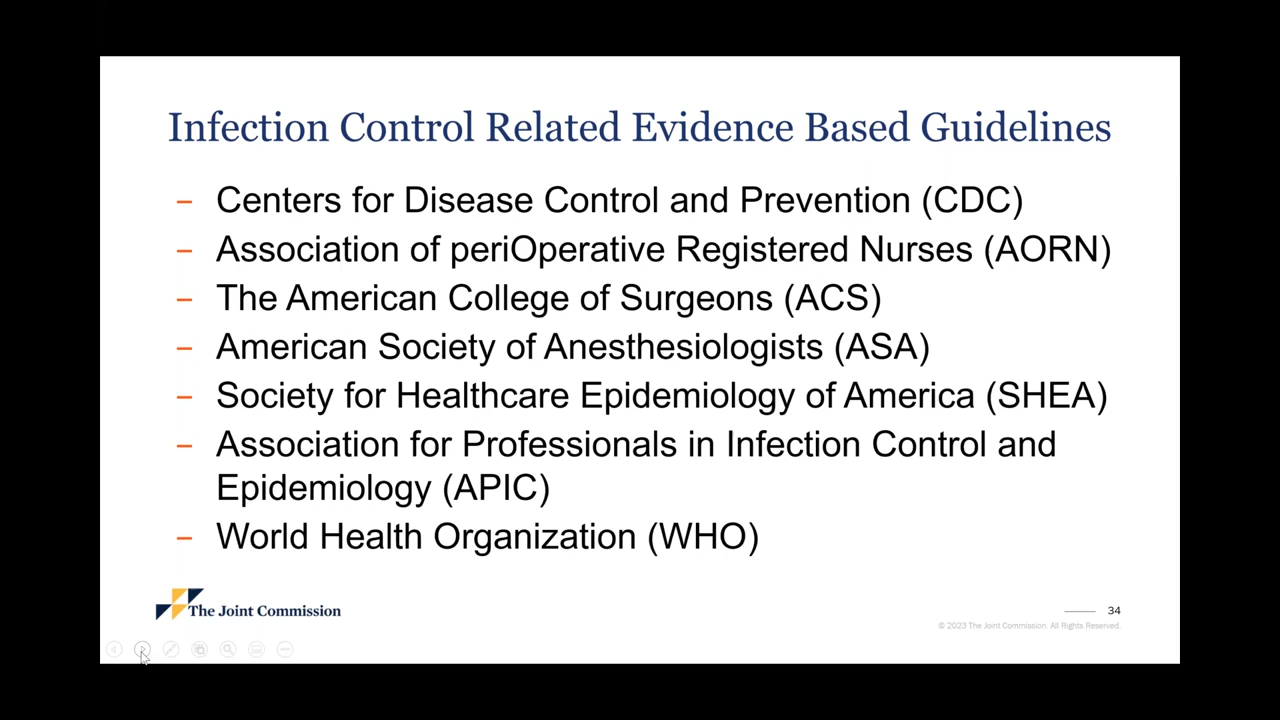 Infection Control Related Evidence Based Guidelines
– Centers for Disease Control and Prevention (CDC)
– Association of periOperative Registered Nurses (AORN)
– The American College of Surgeons (ACS)
– American Society of Anesthesiologists (ASA)
– Society for Healthcare Epidemiology of America (SHEA)
– Association for Professionals in Infection Control and
Epidemiology (APIC)
– World Health Organization (WHO)
The Joint Commission
34
© 2023 The Joint Commission. All Rights Reserved.